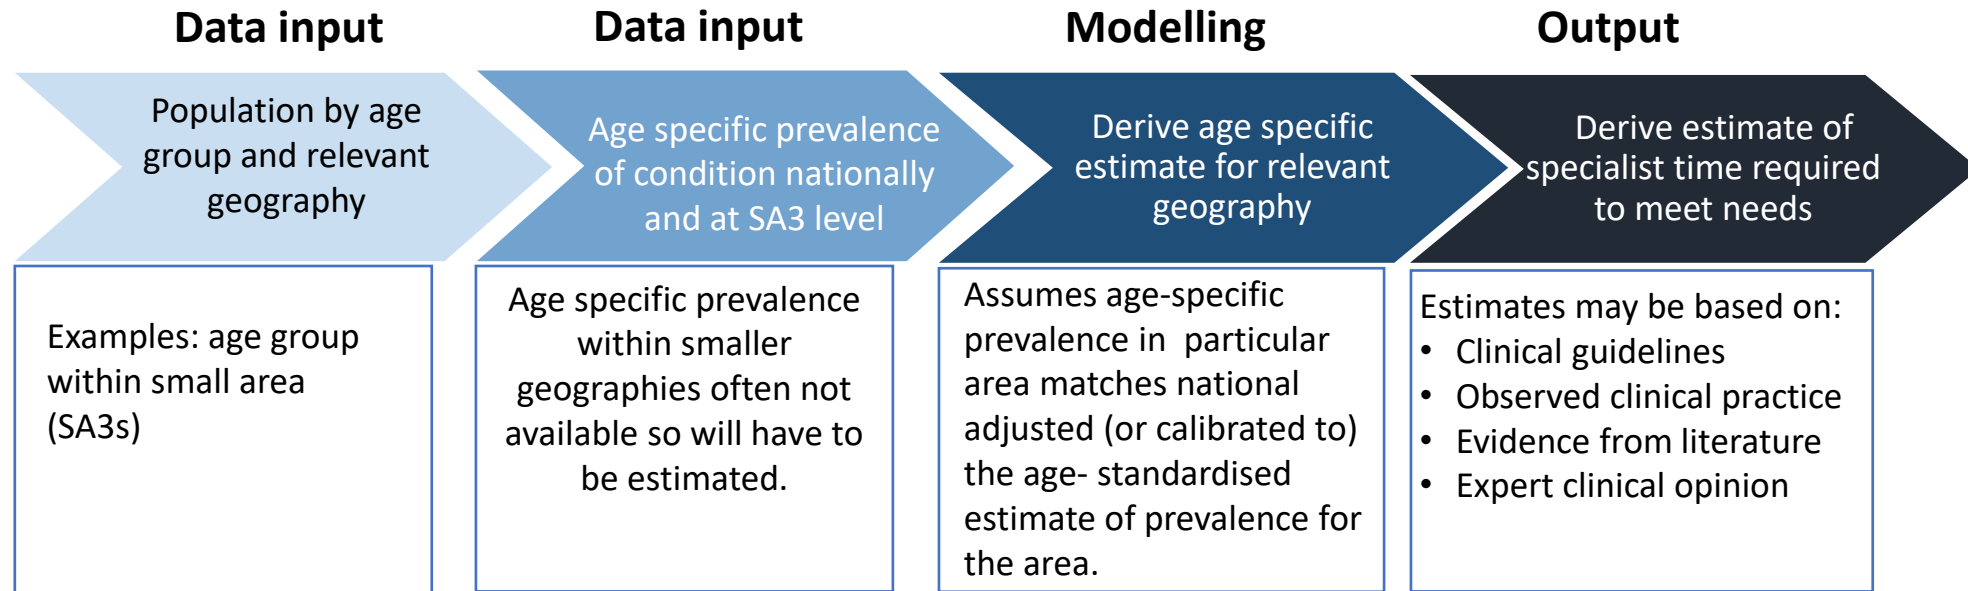 Data input
Data input
Modelling
Output
Population by age
group and relevant
geography
Age specific prevalence
of condition nationally
and at SA3 level
Derive age specific
estimate for relevant
geography
Derive estimate of
specialist time required
to meet needs
Examples: age group
within small area
(SA3s)
Age specific prevalence
within smaller
geographies often not
available so will have to
be estimated.
Assumes age-specific
prevalence in particular
area matches national
adjusted (or calibrated to)
the age- standardised
estimate of prevalence for
the area.
Estimates may be based on:
• Clinical guidelines
• Observed clinical practice
• Evidence from literature
• Expert clinical opinion